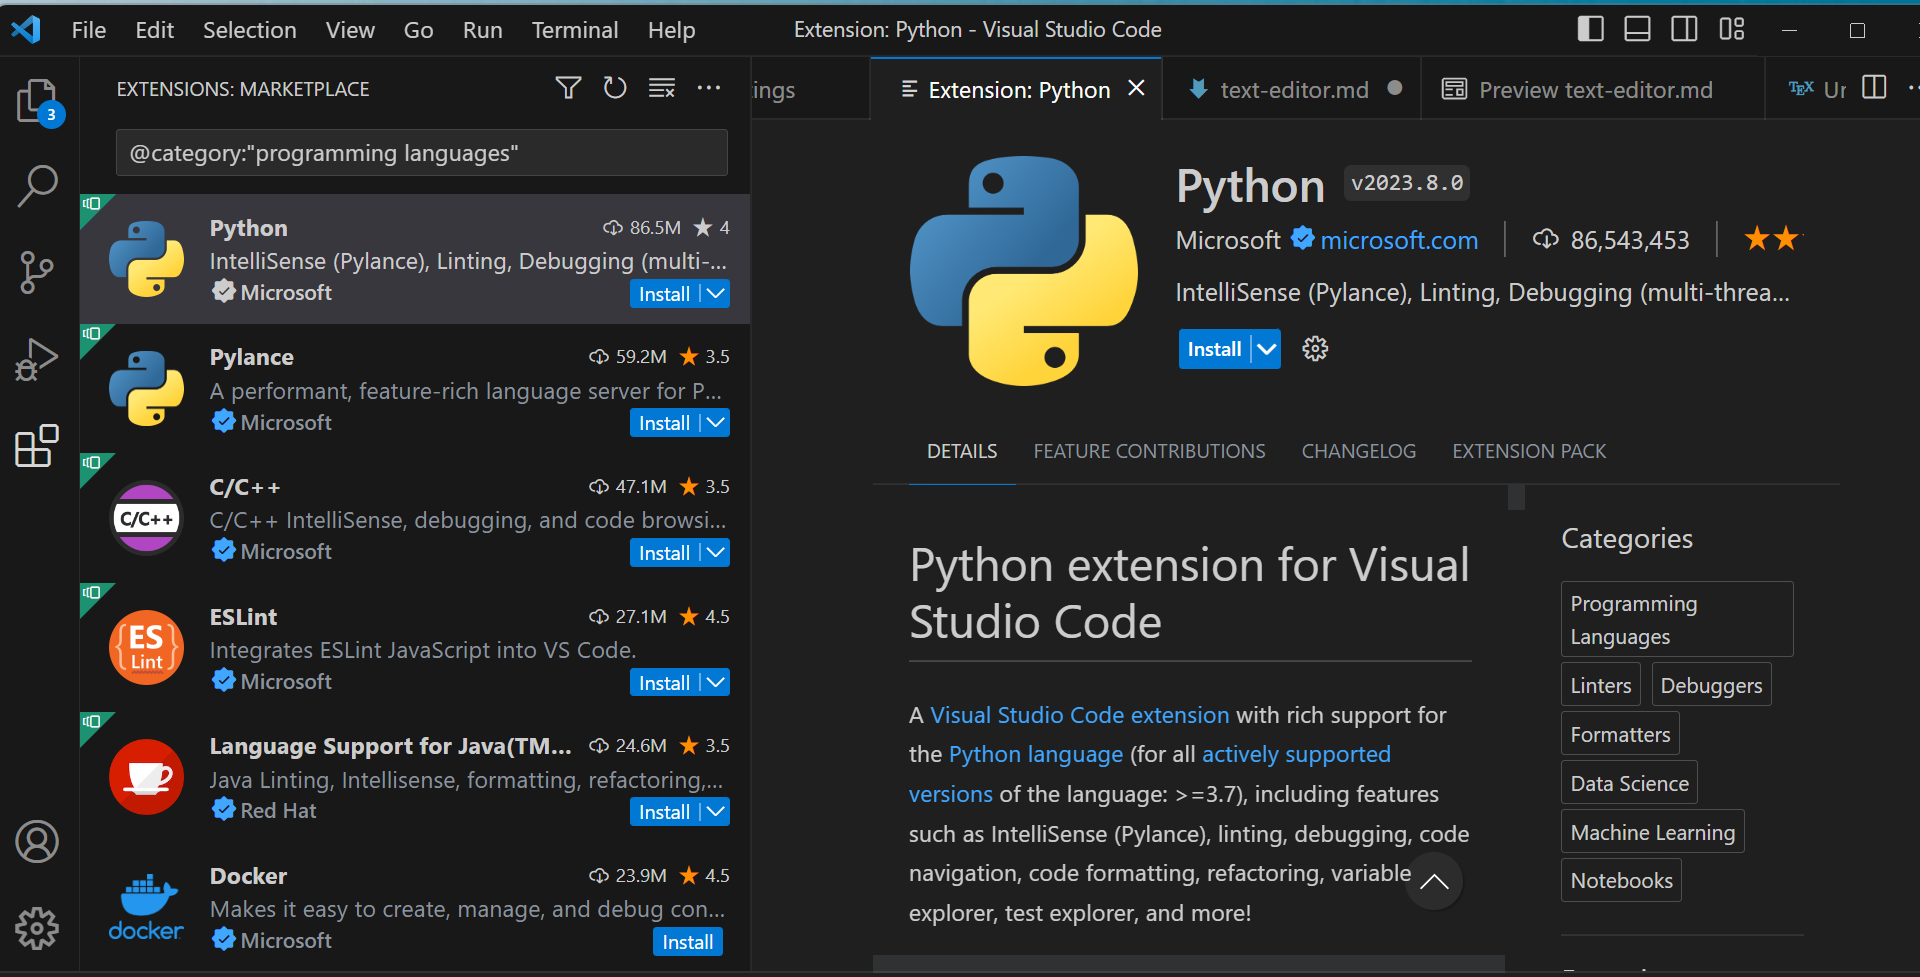 File Edit Selection View Go Run Terminal Help
Extension: Python - Visual Studio Code
3
EXTENSIONS: MARKETPLACE
@category:"programming languages"
Python 86.5M 4
IntelliSense (Pylance), Linting, Debugging (multi-...
Microsoft Install
Pylance 59.2M 3.5
A performant, feature-rich language server for P...
Microsoft Install
C/C++
C/C++ 47.1M 3.5
C/C++ IntelliSense, debugging, and code browsi...
Microsoft Install
ES
Lint
ESLint 27.1M 4.5
Integrates ESLint JavaScript into VS Code.
Microsoft Install
Language Support for Java(TM... 24.6M 3.5
Java Linting, Intellisense, formatting, refactoring,...
Red Hat Install
docker
Docker 23.9M 4.5
Makes it easy to create, manage, and debug con...
Microsoft Install
ings Extension: Python text-editor.md Preview text-editor.md TEX Ur
Python v2023.8.0
Microsoft microsoft.com 86,543,453
IntelliSense (Pylance), Linting, Debugging (multi-threa...
Install
DETAILS FEATURE CONTRIBUTIONS CHANGELOG EXTENSION PACK
Python extension for Visual
Studio Code
A Visual Studio Code extension with rich support for
the Python language (for all actively supported
versions of the language: >=3.7), including features
such as IntelliSense (Pylance), linting, debugging, code
navigation, code formatting, refactoring, variable
explorer, test explorer, and more!
Categories
Programming
Languages
Linters Debuggers
Formatters
Data Science
Machine Learning
Notebooks